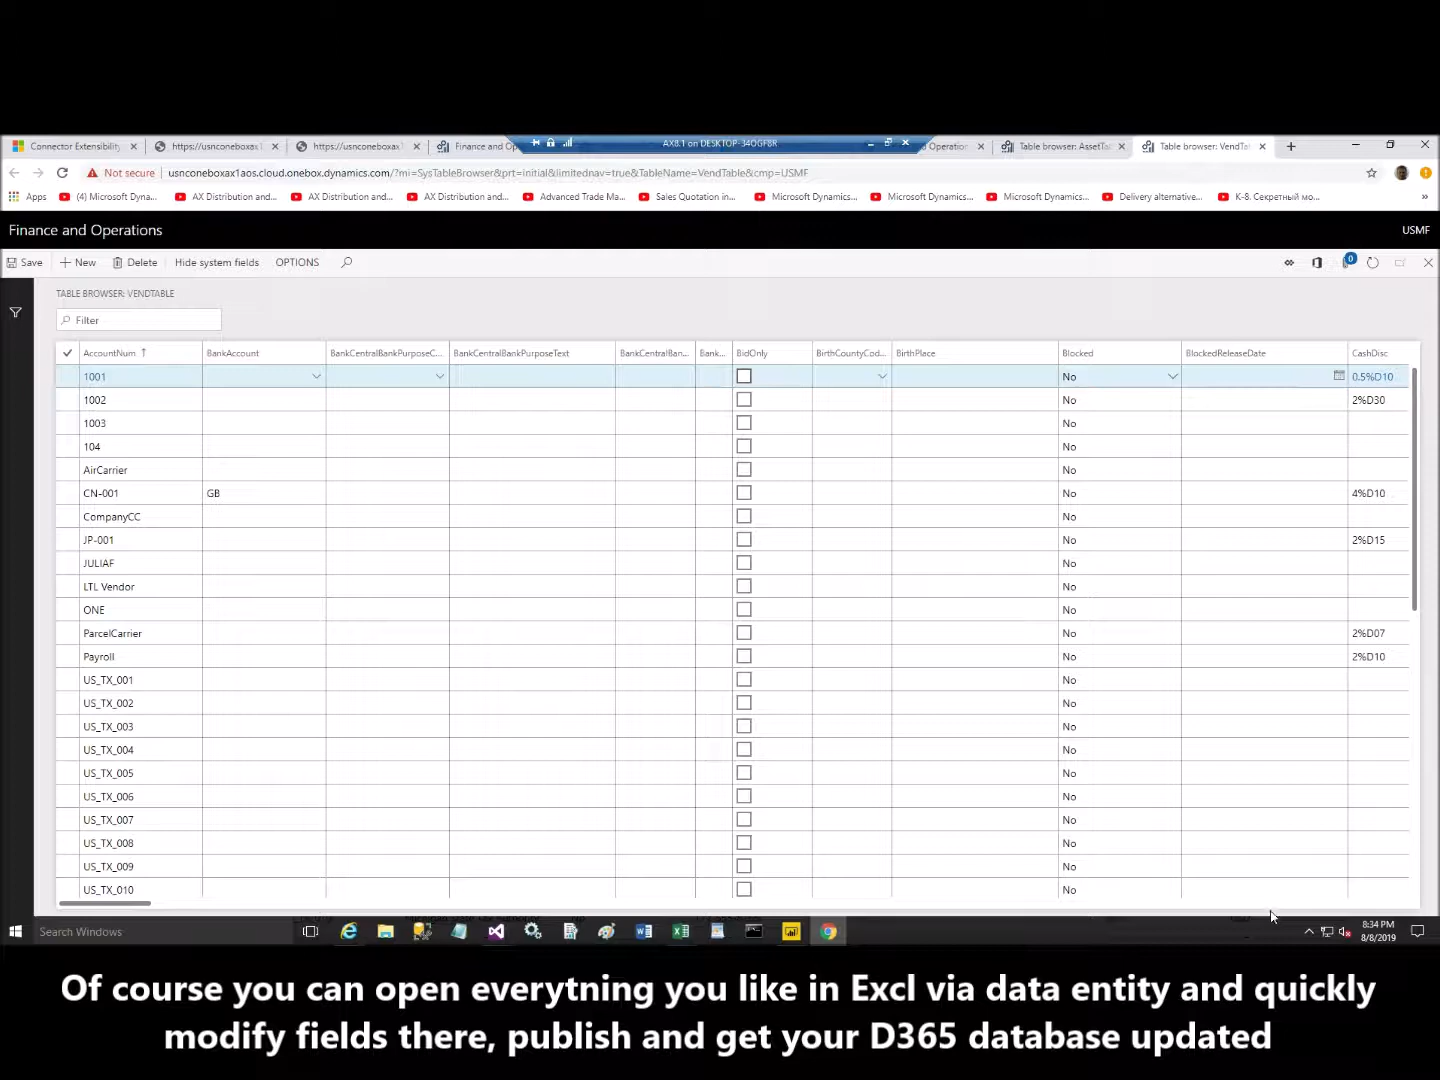 AX8.1 on DESKTOP-34OGF8R
Connector Extensibility
https://usnconeboxax1
https://usnconeboxax1
Finance and Op
Operation
Table browser: AssetTa
Table browser: VendTa
Not secure
usnconeboxax1aos.cloud.onebox.dynamics.com/?mi=SysTableBrowser&prt=initial&limitednav=true&TableName=VendTable&cmp=USMF
Apps
(4) Microsoft Dyna...
AX Distribution and...
AX Distribution and...
AX Distribution and...
Advanced Trade Ma...
Sales Quotation in...
Microsoft Dynamics...
Microsoft Dynamics...
Microsoft Dynamics...
Delivery alternative...
K-8. Секретный мо...
Finance and Operations
USMF
Save
New
Delete
Hide system fields
OPTIONS
0
TABLE BROWSER: VENDTABLE
Filter
AccountNum BankAccount BankCentralBankPurposeC... BankCentralBankPurposeText BankCentralBan... Bank... BidOnly BirthCountyCod... BirthPlace Blocked BlockedReleaseDate CashDisc
1001 No 0.5%D10
1002 No 2%D30
1003 No
104 No
AirCarrier No
CN-001 GB No 4%D10
CompanyCC No
JP-001 No 2%D15
JULIAF No
LTL Vendor No
ONE No
ParcelCarrier No 2%D07
Payroll No 2%D10
US_TX_001 No
US_TX_002 No
US_TX_003 No
US_TX_004 No
US_TX_005 No
US_TX_006 No
US_TX_007 No
US_TX_008 No
US_TX_009 No
US_TX_010 No
Search Windows
8:34 PM
8/8/2019
Of course you can open everytning you like in Excl via data entity and quickly
modify fields there, publish and get your D365 database updated